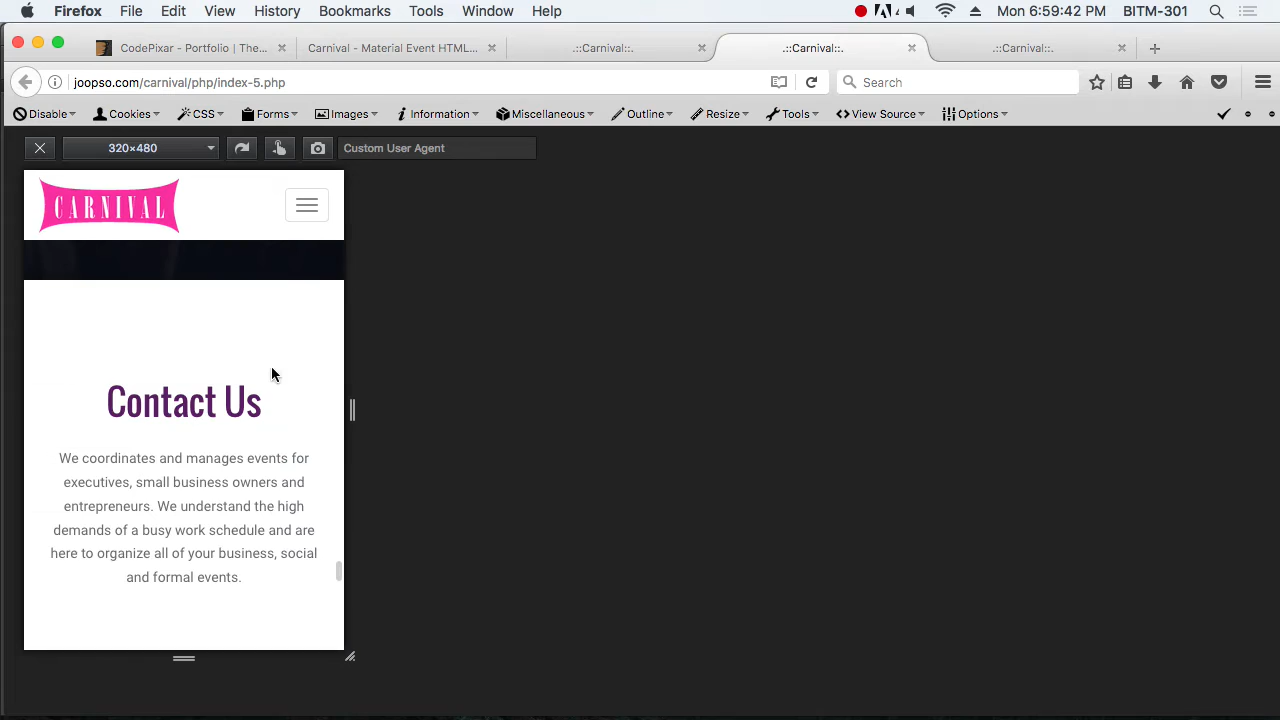 Firefox File Edit View History Bookmarks Tools Window Help Mon 6:59:42 PM BITM-301
CodePixar - Portfolio | The...
Carnival - Material Event HTML...
.::Carnival::.
.::Carnival::.
.::Carnival::.
joopso.com/carnival/php/index-5.php
Search
Disable Cookies CSS Forms Images Information Miscellaneous Outline Resize Tools View Source Options
320×480
Custom User Agent
CARNIVAL
Contact Us
We coordinates and manages events for
executives, small business owners and
entrepreneurs. We understand the high
demands of a busy work schedule and are
here to organize all of your business, social
and formal events.